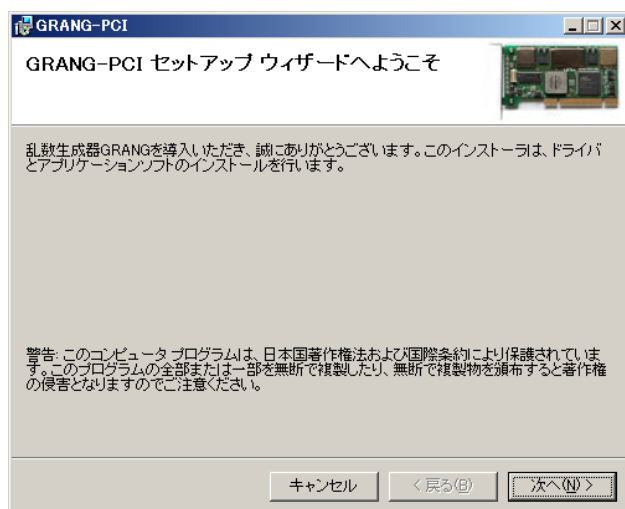 GRANG-PCI
GRANG-PCI セットアップ ウィザードへようこそ
乱数生成器GRANGを導入いただき、誠にありがとうございます。このインストーラは、ドライバ
とアプリケーションソフトのインストールを行います。
警告: このコンピュータ プログラムは、日本国著作権法および国際条約により保護されていま
す。このプログラムの全部または一部を無断で複製したり、無断で複製物を頒布すると著作権
の侵害となりますのでご注意ください。
キャンセル
< 戻る(B)
次へ(N) >